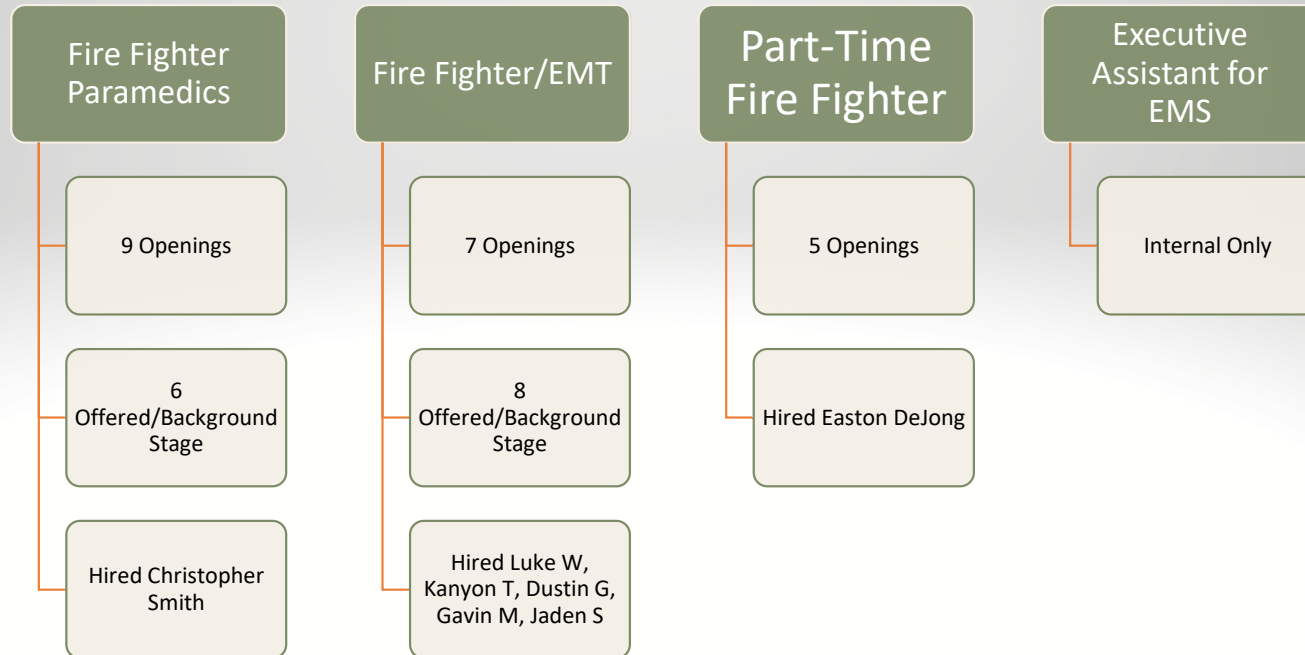 Fire Fighter
Paramedics
9 Openings
6
Offered/Background
Stage
Hired Christopher
Smith
Fire Fighter/EMT
7 Openings
8
Offered/Background
Stage
Hired Luke W,
Kanyon T, Dustin G,
Gavin M, Jaden S
Part-Time
Fire Fighter
5 Openings
Hired Easton DeJong
Executive
Assistant for
EMS
Internal Only